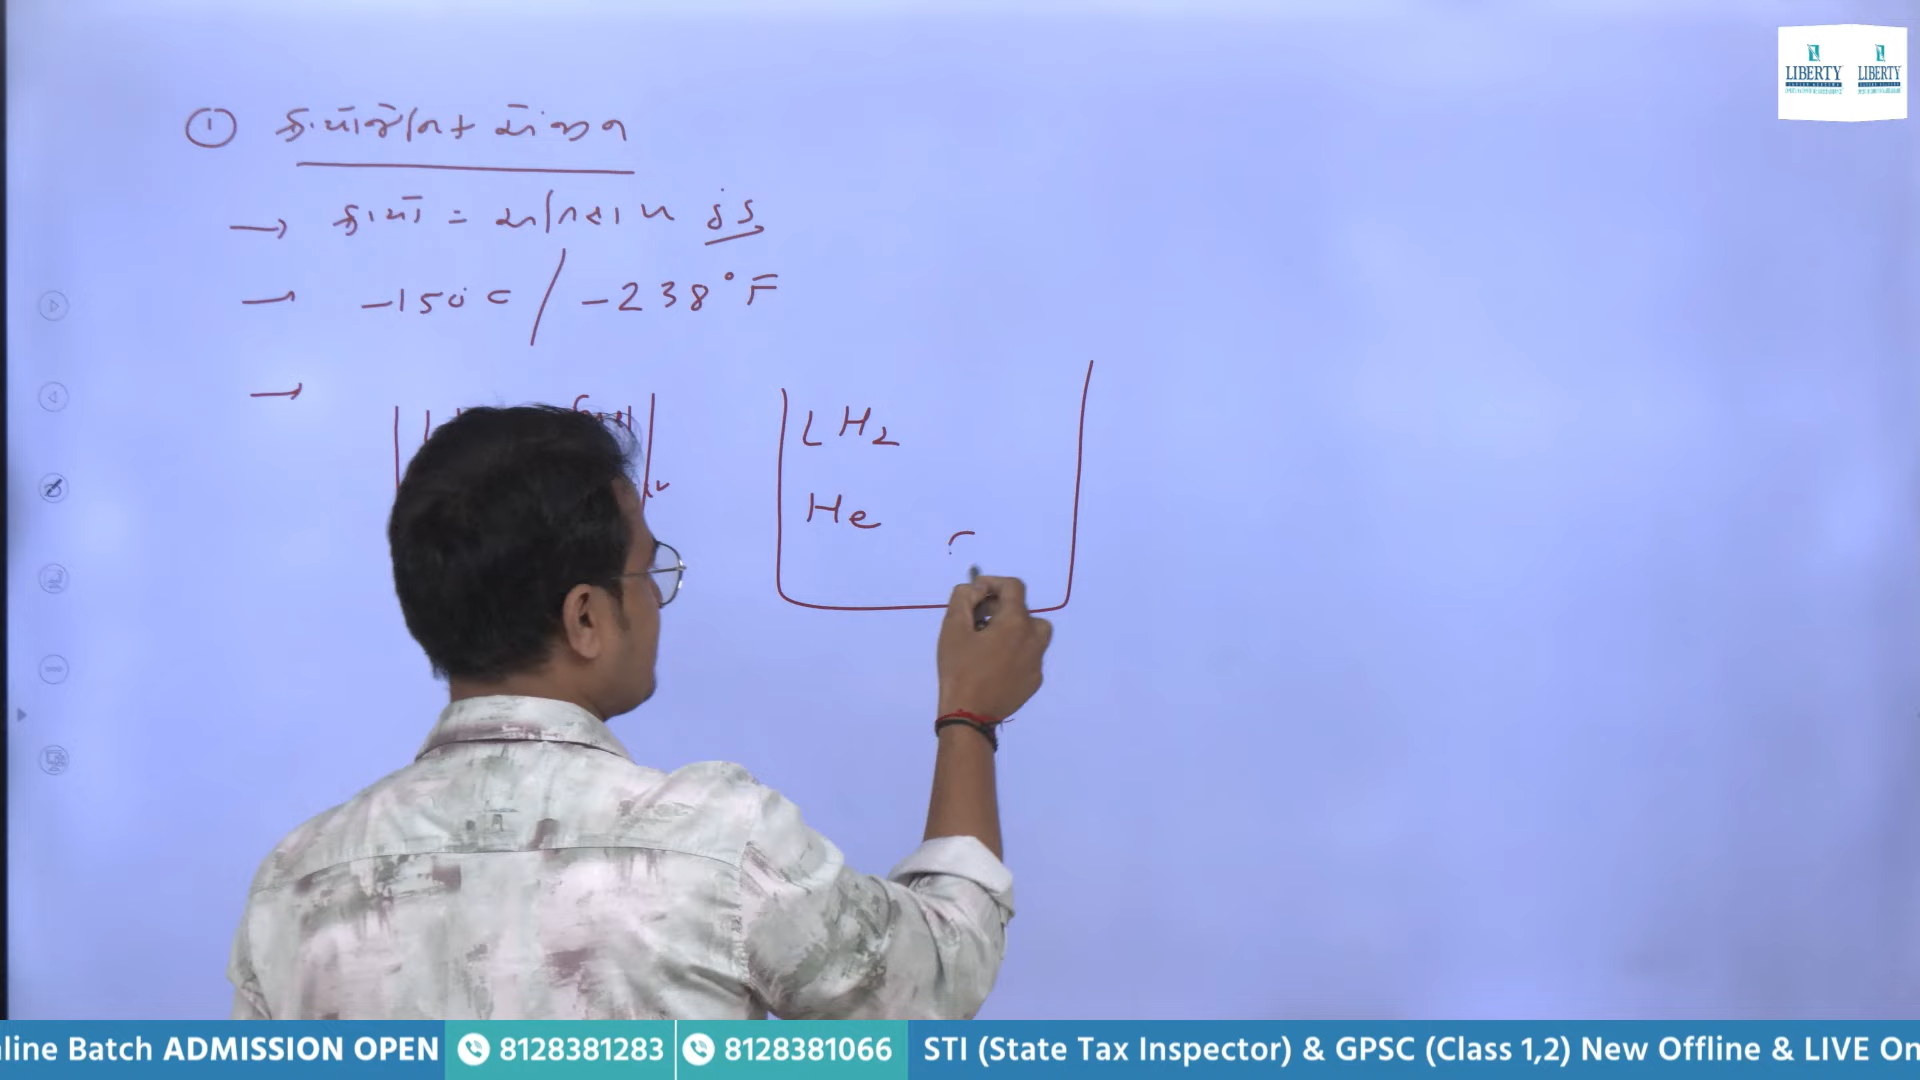 ① ક્રાયોજેનિક એંજીન
→ ક્રાયો = અતિશય ઠંડુ
→ -150 C / -238°F
→
LH2
He
LIBERTY LIBERTY
line Batch ADMISSION OPEN 8128381283 8128381066 STI (State Tax Inspector) & GPSC (Class 1,2) New Offline & LIVE On